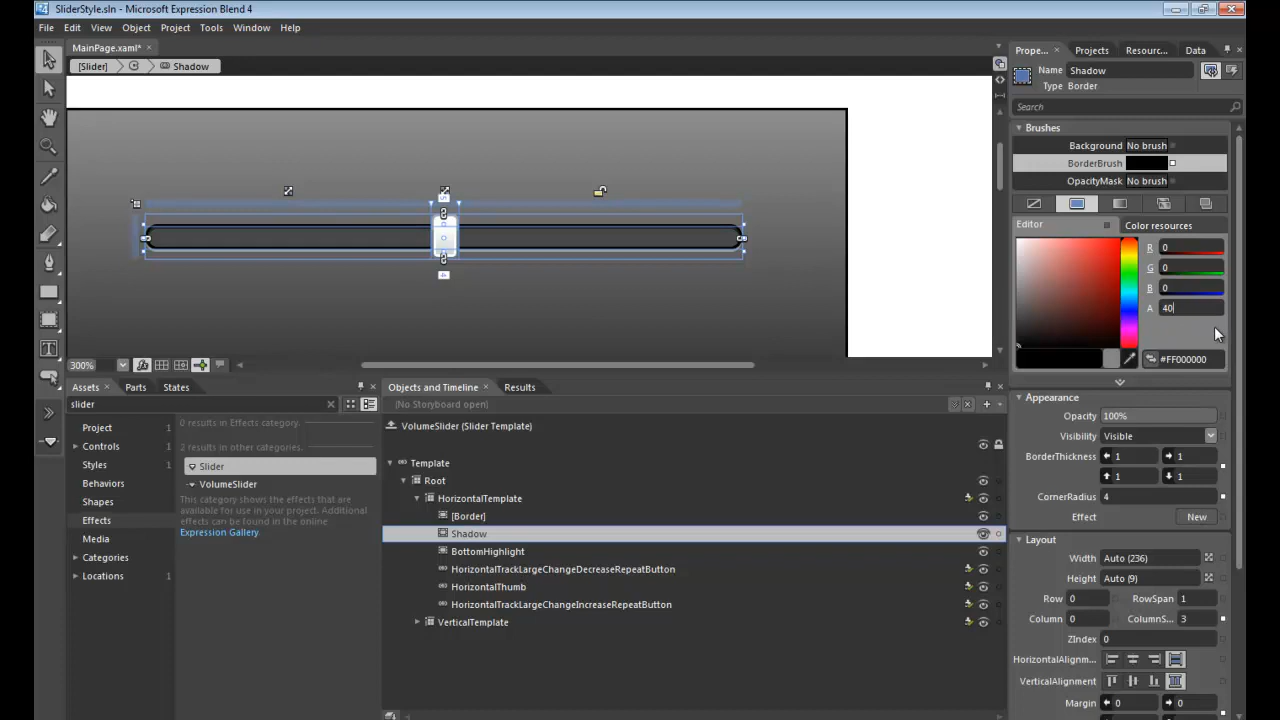 SliderStyle.sln - Microsoft Expression Blend 4
File Edit View Object Project Tools Window Help
MainPage.xaml* ×
[Slider] Shadow
300%
Assets × Parts States
slider
Project 1
Controls 1
Styles 1
Behaviors
Shapes
Effects
Media
Categories 1
Locations 1
0 results in Effects category.
2 results in other categories.
Slider
VolumeSlider
This category shows the effects that are
available for use in your project. Additional
effects can be found in the online
Expression Gallery
Objects and Timeline × Results
(No Storyboard open)
VolumeSlider (Slider Template)
Template
Root
HorizontalTemplate
[Border]
Shadow
BottomHighlight
HorizontalTrackLargeChangeDecreaseRepeatButton
HorizontalThumb
HorizontalTrackLargeChangeIncreaseRepeatButton
VerticalTemplate
Prope... × Projects Resourc... Data
Name Shadow
Type Border
Search
Brushes
Background No brush
BorderBrush
OpacityMask No brush
Editor Color resources
R 0
G 0
B 0
A 40
#FF000000
Appearance
Opacity 100%
Visibility Visible
BorderThickness 1 1
1 1
CornerRadius 4
Effect New
Layout
Width Auto (236)
Height Auto (9)
Row 0 RowSpan 1
Column 0 ColumnS... 3
ZIndex 0
HorizontalAlignm...
VerticalAlignment
Margin 0 0